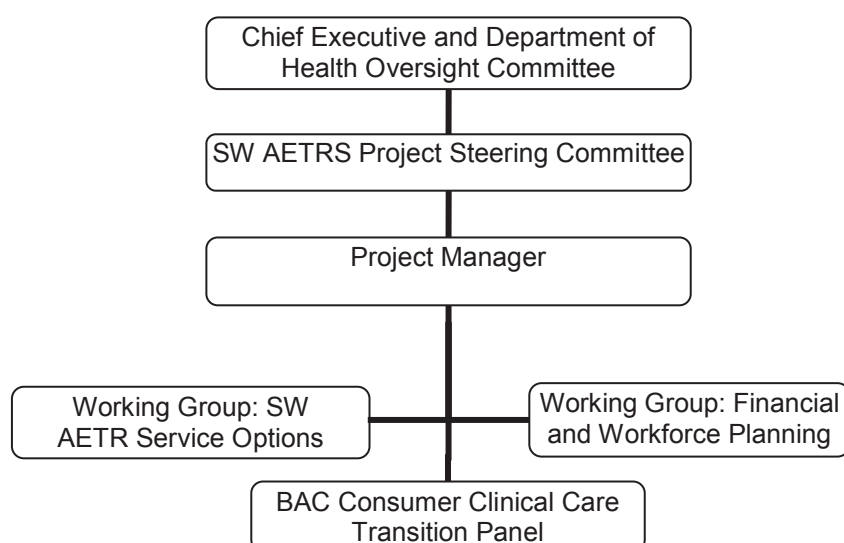 Chief Executive and Department of
Health Oversight Committee
SW AETRS Project Steering Committee
Project Manager
Working Group: SW
AETR Service Options
Working Group: Financial
and Workforce Planning
BAC Consumer Clinical Care
Transition Panel